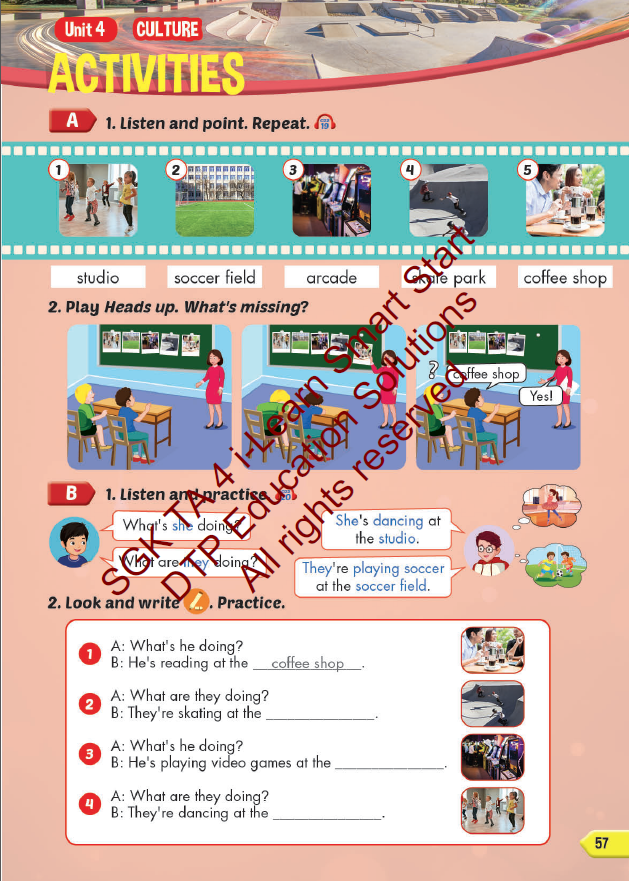 Unit 4 CULTURE
ACTIVITIES
A 1. Listen and point. Repeat. CD2 19
1 2 3 4 5
studio soccer field arcade skate park coffee shop
2. Play Heads up. What's missing?
? coffee shop
Yes!
B 1. Listen and practice.
What's she doing?
She's dancing at
the studio.
What are they doing?
They're playing soccer
at the soccer field.
2. Look and write. Practice.
1 A: What's he doing?
B: He's reading at the coffee shop.
2 A: What are they doing?
B: They're skating at the _______________.
3 A: What's he doing?
B: He's playing video games at the _______________.
4 A: What are they doing?
B: They're dancing at the _______________.
57
SGK TA 4 i-Learn Smart Start
DTP Education Solutions
All rights reserved